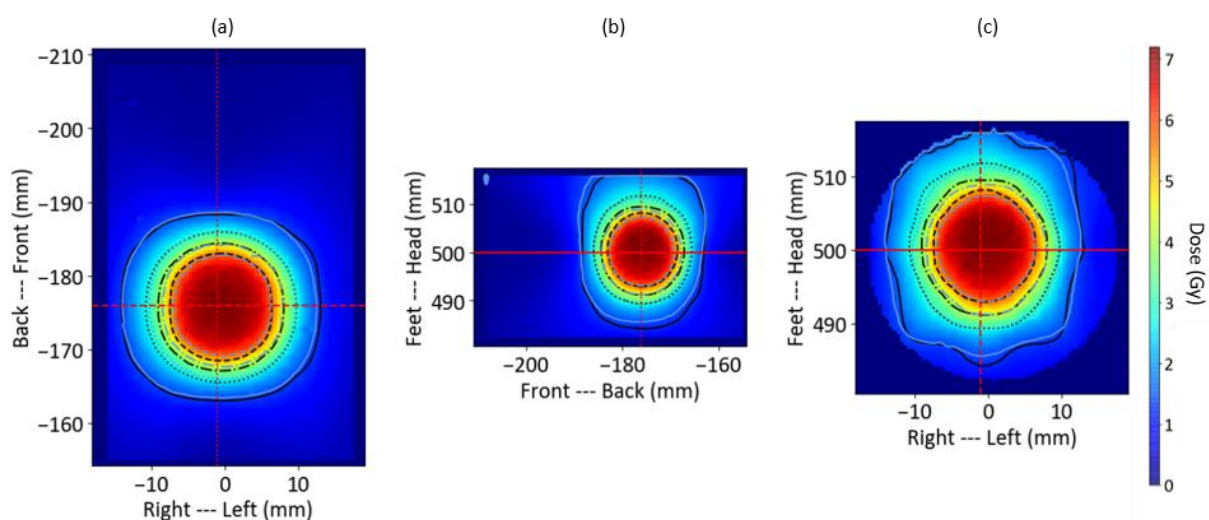 (a)
(b)
(c)
−210
−200
−190
−180
−170
−160
Back --- Front (mm)
−10
0
10
Right --- Left (mm)
510
500
490
Feet --- Head (mm)
−200
−180
−160
Front --- Back (mm)
510
500
490
Feet --- Head (mm)
−10
0
10
Right --- Left (mm)
7
6
5
4
3
2
1
0
Dose (Gy)